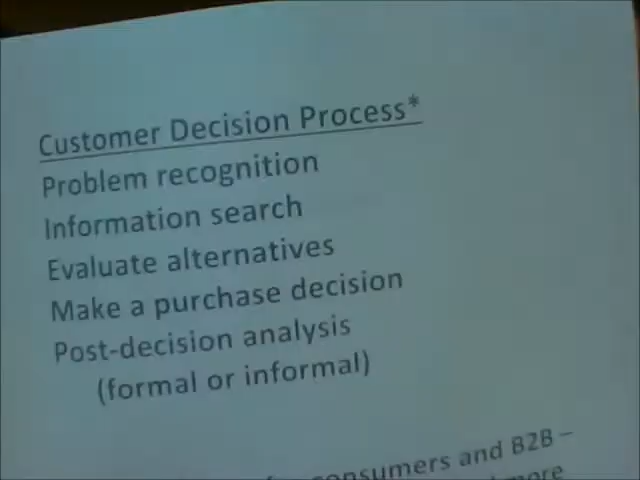 Customer Decision Process*
Problem recognition
Information search
Evaluate alternatives
Make a purchase decision
Post-decision analysis
(formal or informal)
consumers and B2B –
more